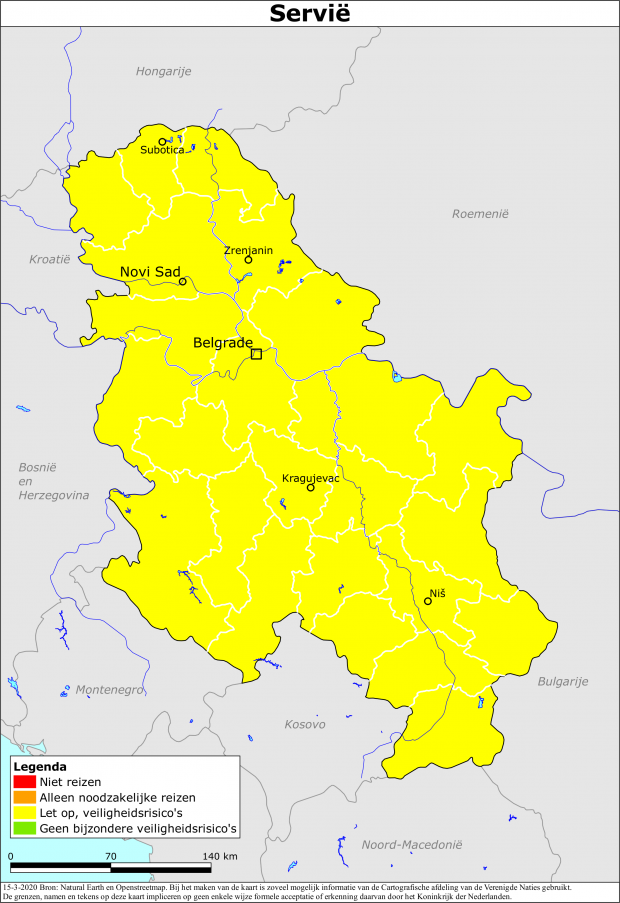 Servië
Hongarije
Subotica
Roemenië
Zrenjanin
Kroatië
Novi Sad
Belgrade
Bosnië
en
Herzegovina
Kragujevac
Niš
Bulgarije
Montenegro
Kosovo
Noord-Macedonië
Legenda
Niet reizen
Alleen noodzakelijke reizen
Let op, veiligheidsrisico's
Geen bijzondere veiligheidsrisico's
0 70 140 km
15-3-2020 Bron: Natural Earth en Openstreetmap. Bij het maken van de kaart is zoveel mogelijk informatie van de Cartografische afdeling van de Verenigde Naties gebruikt.
De grenzen, namen en tekens op deze kaart impliceren op geen enkele wijze formele acceptatie of erkenning daarvan door het Koninkrijk der Nederlanden.